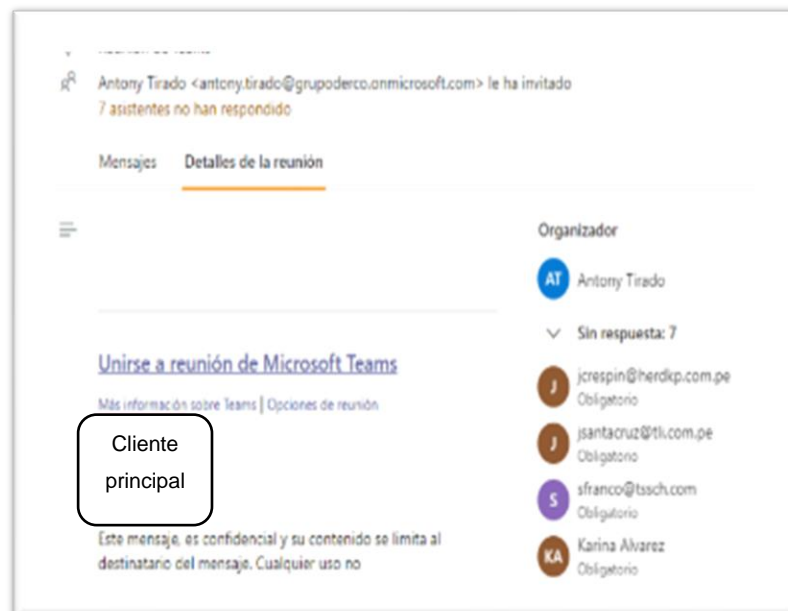 Antony Tirado <antony.tirado@grupoderco.onmicrosoft.com> le ha invitado
7 asistentes no han respondido
Mensajes Detalles de la reunión
Organizador
AT Antony Tirado
Sin respuesta: 7
Unirse a reunión de Microsoft Teams
Más información sobre Teams | Opciones de reunión
J jcrespin@herdkp.com.pe
Obligatorio
J jsantacruz@tli.com.pe
Obligatorio
S sfranco@tssch.com
Obligatorio
KA Karina Alvarez
Obligatorio
Cliente
principal
Este mensaje, es confidencial y su contenido se limita al
destinatario del mensaje. Cualquier uso no